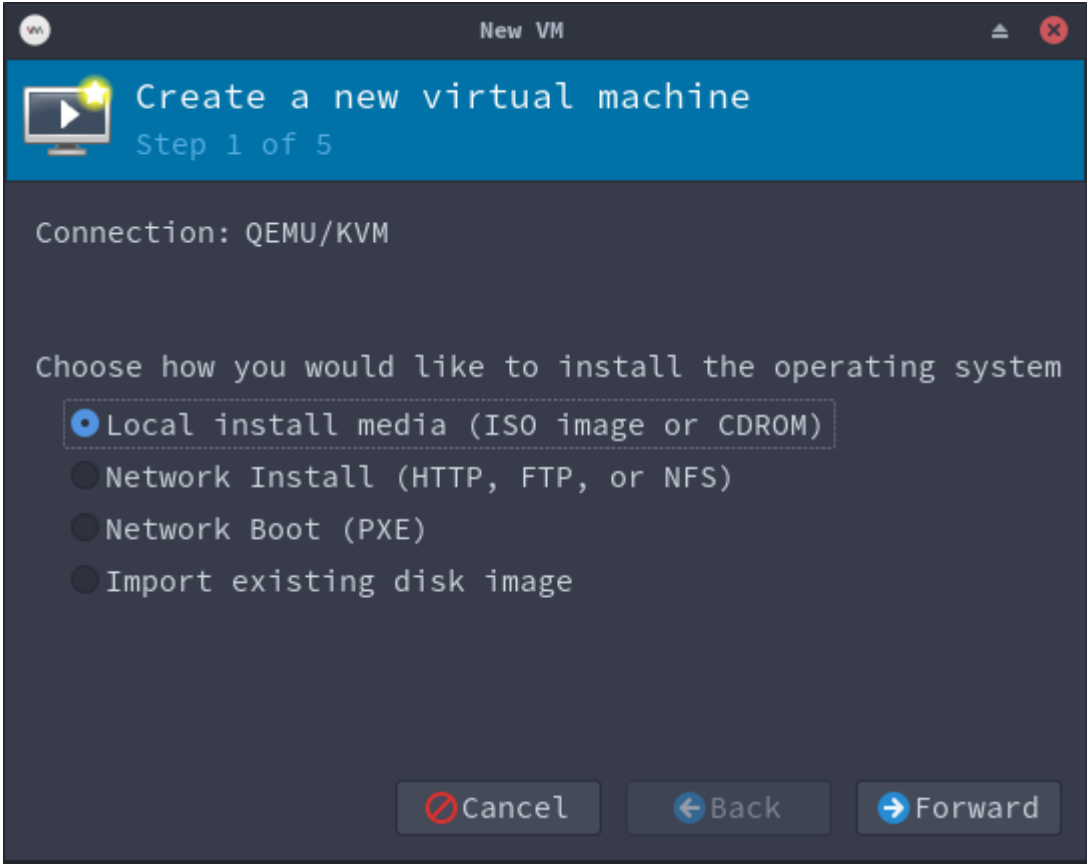 New VM
Create a new virtual machine
Step 1 of 5
Connection: QEMU/KVM
Choose how you would like to install the operating system
Local install media (ISO image or CDROM)
Network Install (HTTP, FTP, or NFS)
Network Boot (PXE)
Import existing disk image
Cancel Back Forward